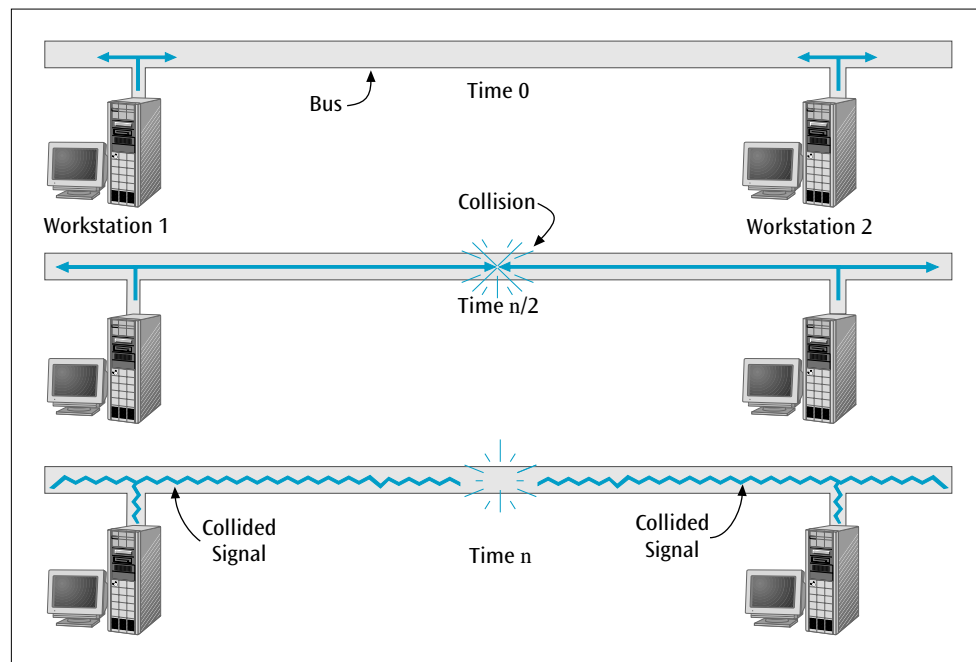 Bus
Time 0
Workstation 1
Workstation 2
Collision
Time n/2
Collided
Signal
Collided
Signal
Time n